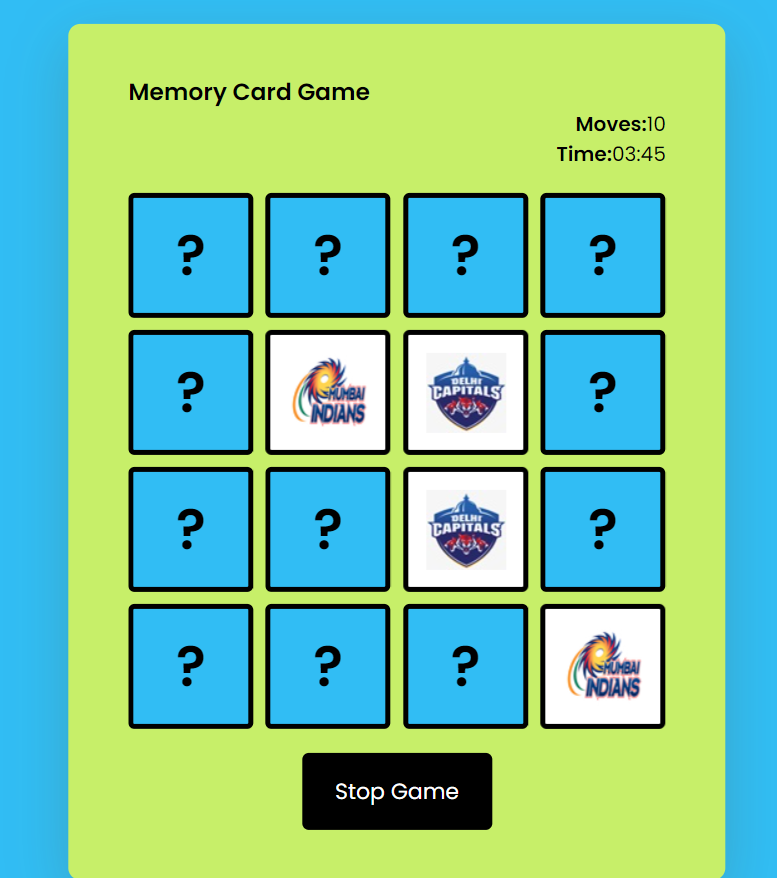 Memory Card Game
Moves:10
Time:03:45
? ? ? ?
? MUMBAI INDIANS DELHI CAPITALS ?
? ? DELHI CAPITALS ?
? ? ? MUMBAI INDIANS
Stop Game